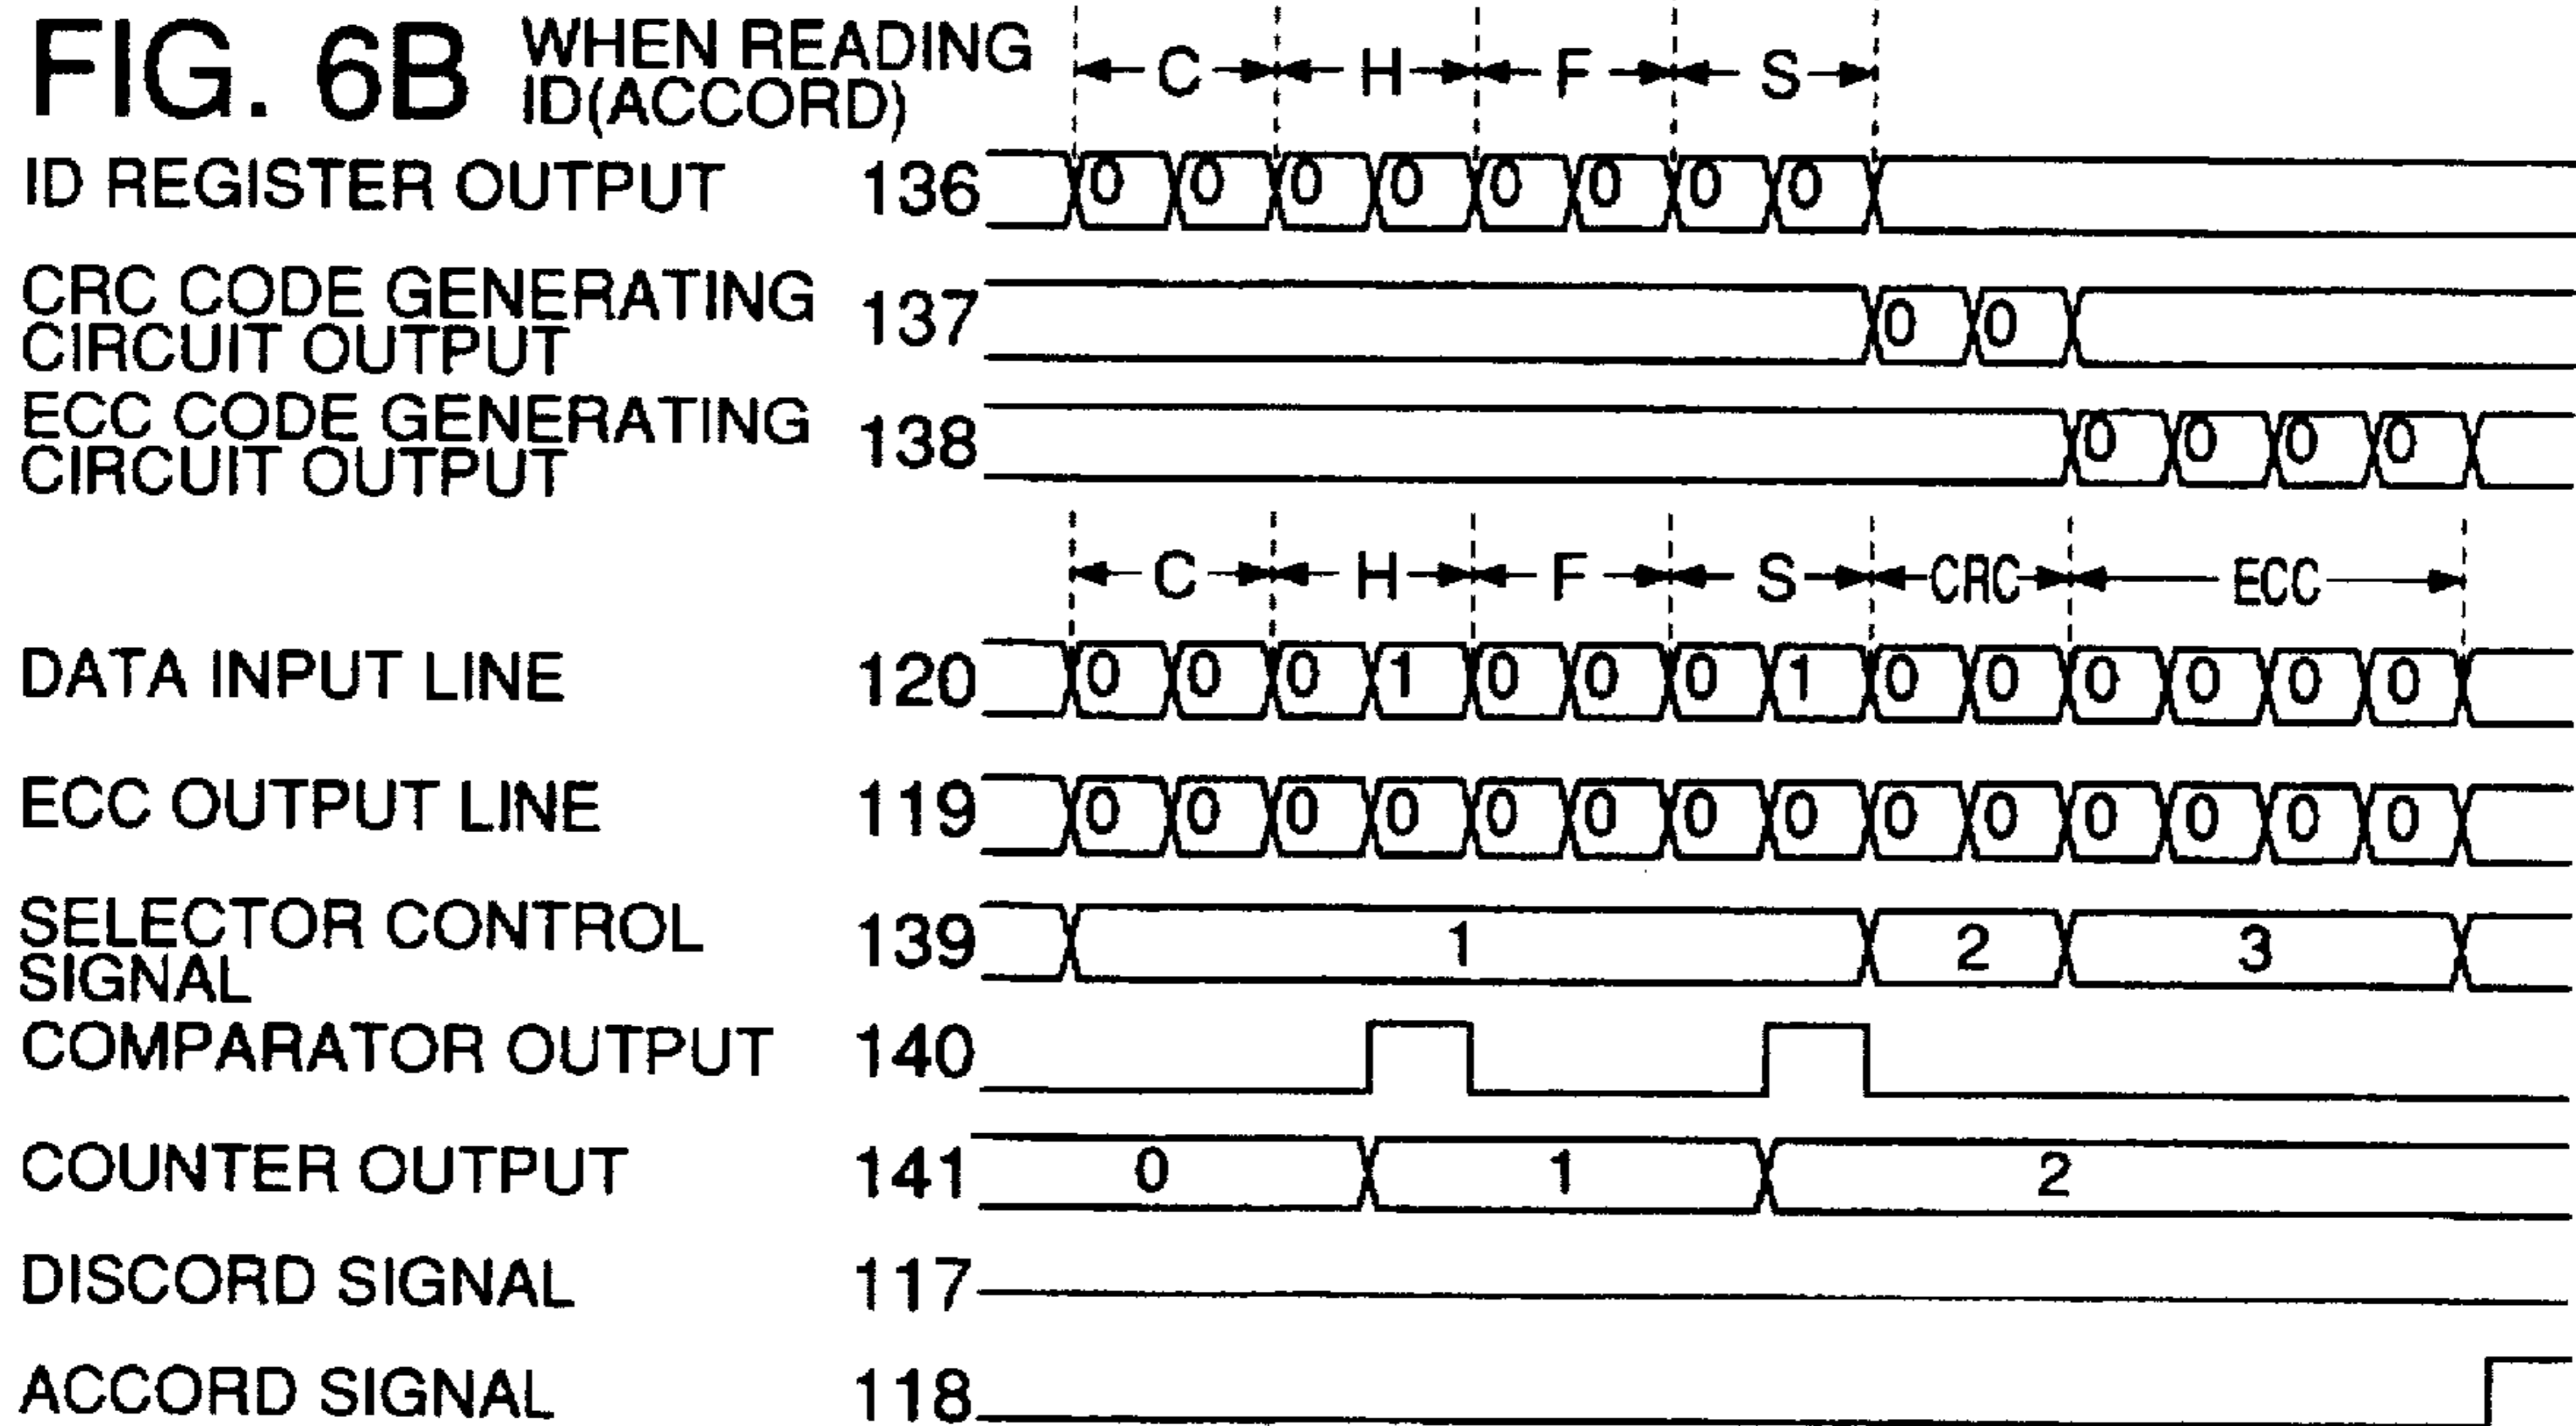 FIG. 6B WHEN READING
ID(ACCORD)
C H F S
ID REGISTER OUTPUT 136 0 0 0 0 0 0 0 0
CRC CODE GENERATING
CIRCUIT OUTPUT 137 0 0
ECC CODE GENERATING
CIRCUIT OUTPUT 138 0 0 0 0
C H F S CRC ECC
DATA INPUT LINE 120 0 0 0 1 0 0 0 1 0 0 0 0 0 0
ECC OUTPUT LINE 119 0 0 0 0 0 0 0 0 0 0 0 0 0 0
SELECTOR CONTROL
SIGNAL 139 1 2 3
COMPARATOR OUTPUT 140
COUNTER OUTPUT 141 0 1 2
DISCORD SIGNAL 117
ACCORD SIGNAL 118